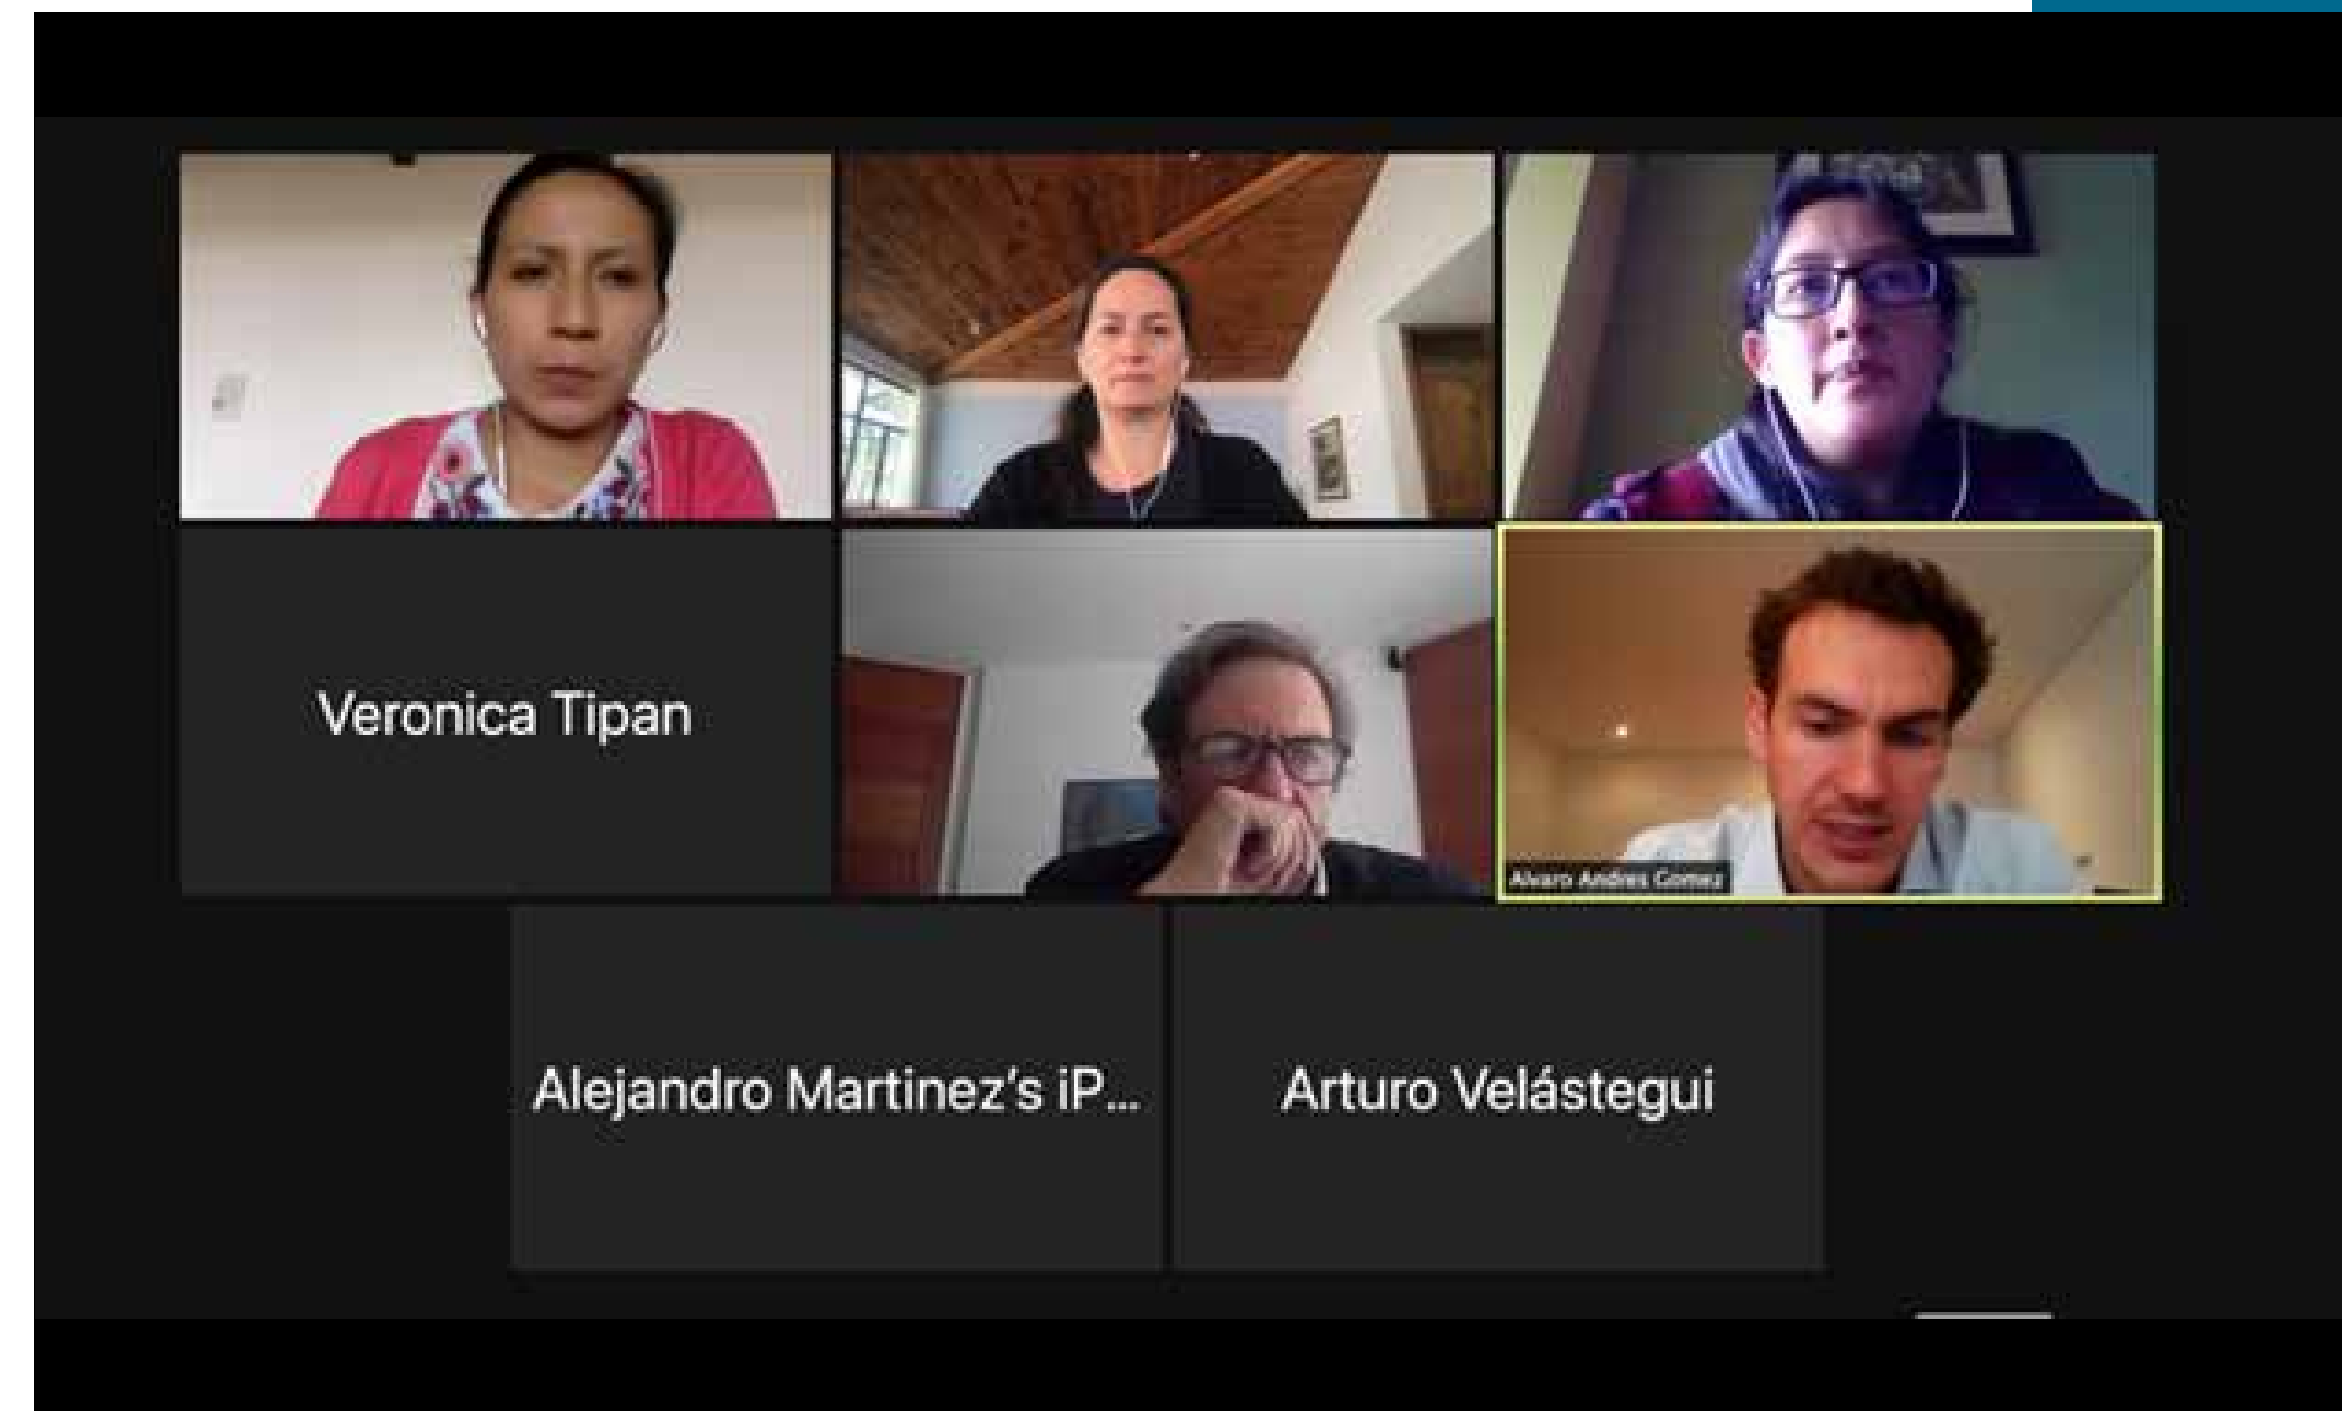 Veronica Tipan
Alvaro Andres Gomez
Alejandro Martinez's iP...
Arturo Velástegui